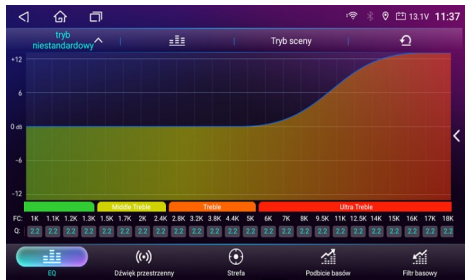 13.1V 11:37
tryb
niestandardowy
Tryb sceny
+12
6
0 dB
-6
-12
Middle Treble Treble Ultra Treble
FC: 1K 1.1K 1.2K 1.3K 1.5K 1.7K 2K 2.4K 2.8K 3.2K 3.8K 4.4K 5K 6K 7K 8K 9.5K 11K 12.5K 14K 15K 16K 17K 18K
Q: 2.2 2.2 2.2 2.2 2.2 2.2 2.2 2.2 2.2 2.2 2.2 2.2 2.2 2.2 2.2 2.2 2.2 2.2 2.2 2.2 2.2 2.2 2.2 2.2
EQ Dźwięk przestrzenny Strefa Podbicie basów Filtr basowy